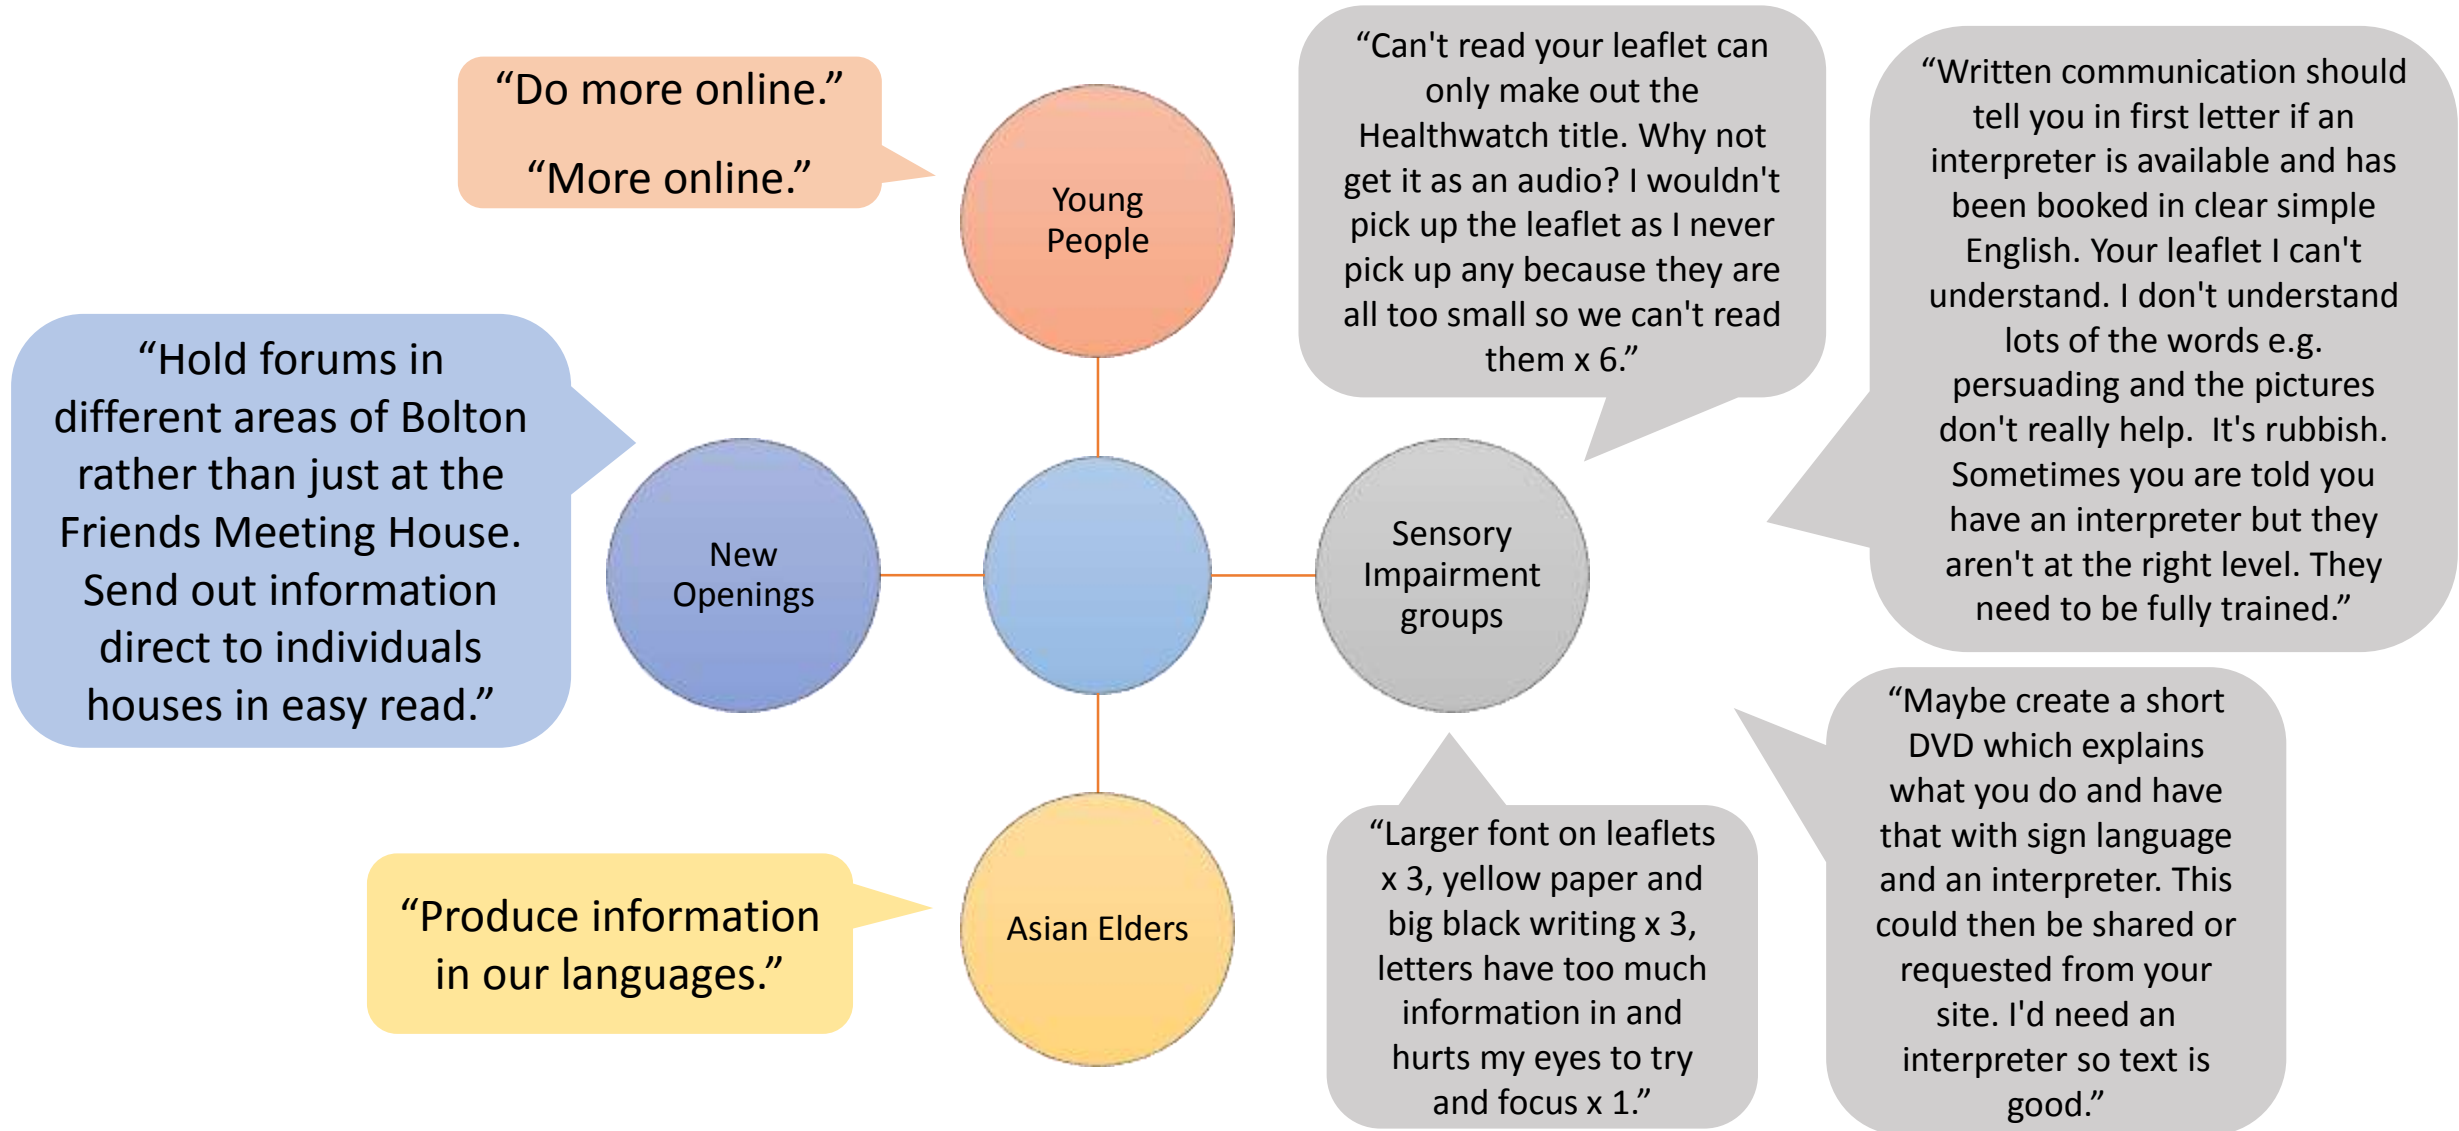 “Do more online.”
“More online.”
Young
People
“Can't read your leaflet can
only make out the
Healthwatch title. Why not
get it as an audio? I wouldn't
pick up the leaflet as I never
pick up any because they are
all too small so we can't read
them x 6.”
“Written communication should
tell you in first letter if an
interpreter is available and has
been booked in clear simple
English. Your leaflet I can't
understand. I don't understand
lots of the words e.g.
persuading and the pictures
don't really help.  It's rubbish.
Sometimes you are told you
have an interpreter but they
aren't at the right level. They
need to be fully trained.”
“Hold forums in
different areas of Bolton
rather than just at the
Friends Meeting House.
Send out information
direct to individuals
houses in easy read.”
New
Openings
Sensory
Impairment
groups
“Produce information
in our languages.”
Asian Elders
“Larger font on leaflets
x 3, yellow paper and
big black writing x 3,
letters have too much
information in and
hurts my eyes to try
and focus x 1.”
“Maybe create a short
DVD which explains
what you do and have
that with sign language
and an interpreter. This
could then be shared or
requested from your
site. I'd need an
interpreter so text is
good.”